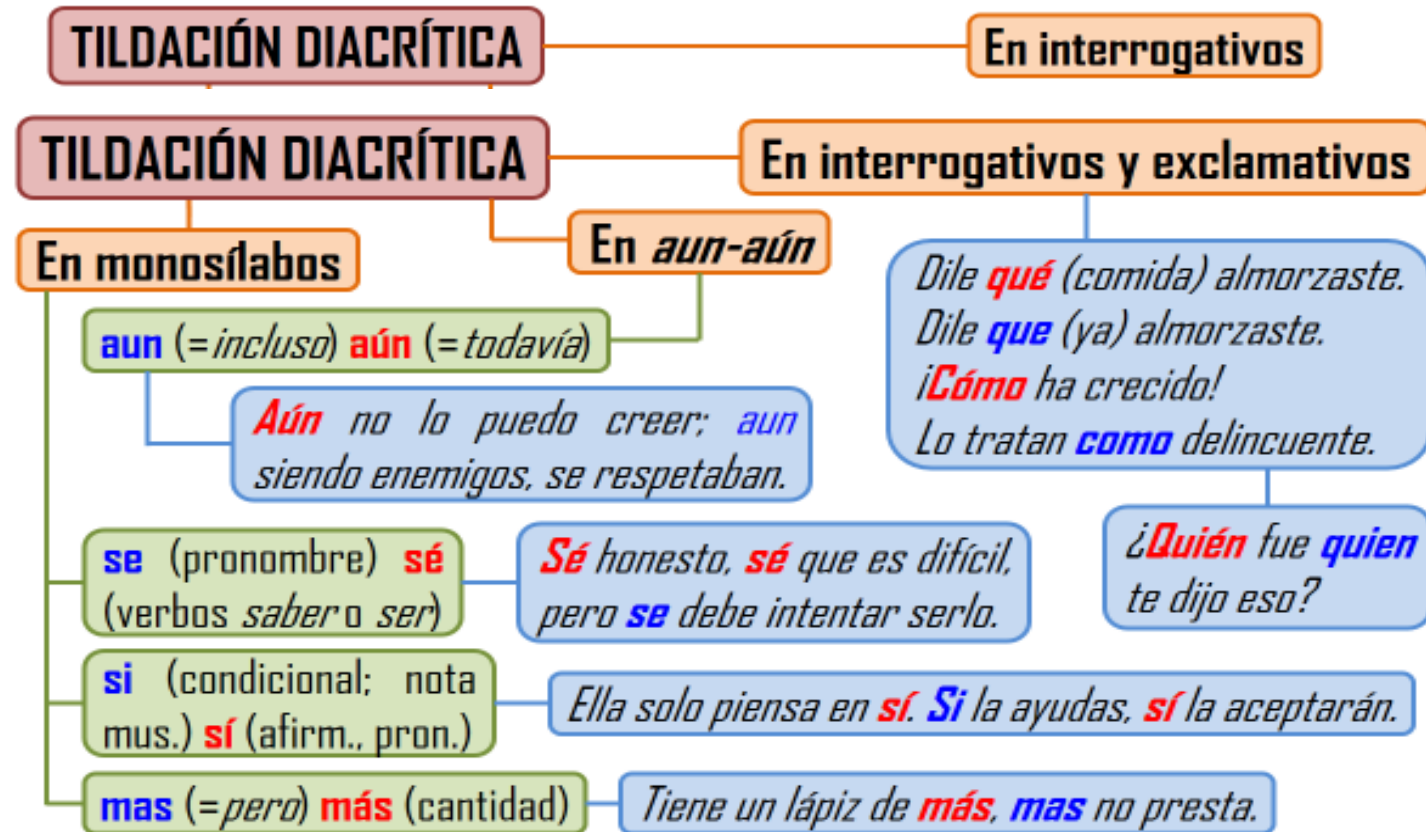 TILDACIÓN DIACRÍTICA
En interrogativos
TILDACIÓN DIACRÍTICA
En interrogativos y exclamativos
En monosílabos
En aun-aún
aun (=incluso) aún (=todavía)
Aún no lo puedo creer; aun
siendo enemigos, se respetaban.
Dile qué (comida) almorzaste.
Dile que (ya) almorzaste.
¡Cómo ha crecido!
Lo tratan como delincuente.
¿Quién fue quien
te dijo eso?
se (pronombre) sé
(verbos saber o ser)
Sé honesto, sé que es difícil,
pero se debe intentar serlo.
si (condicional; nota
mus.) sí (afirm., pron.)
Ella solo piensa en sí. Si la ayudas, sí la aceptarán.
mas (=pero) más (cantidad)
Tiene un lápiz de más, mas no presta.